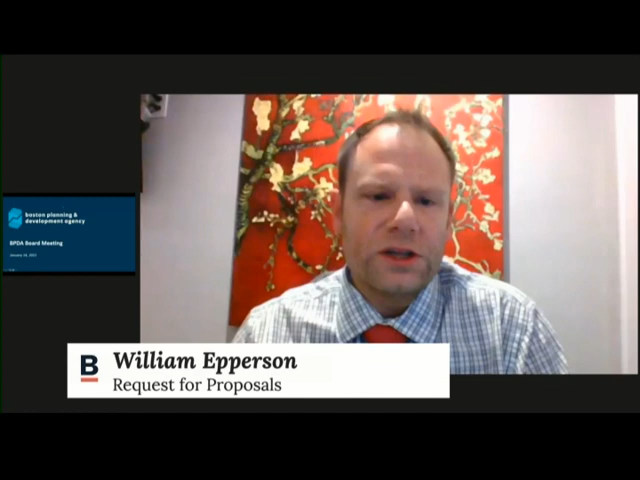 boston planning &
development agency
BPDA Board Meeting
B
William Epperson
Request for Proposals